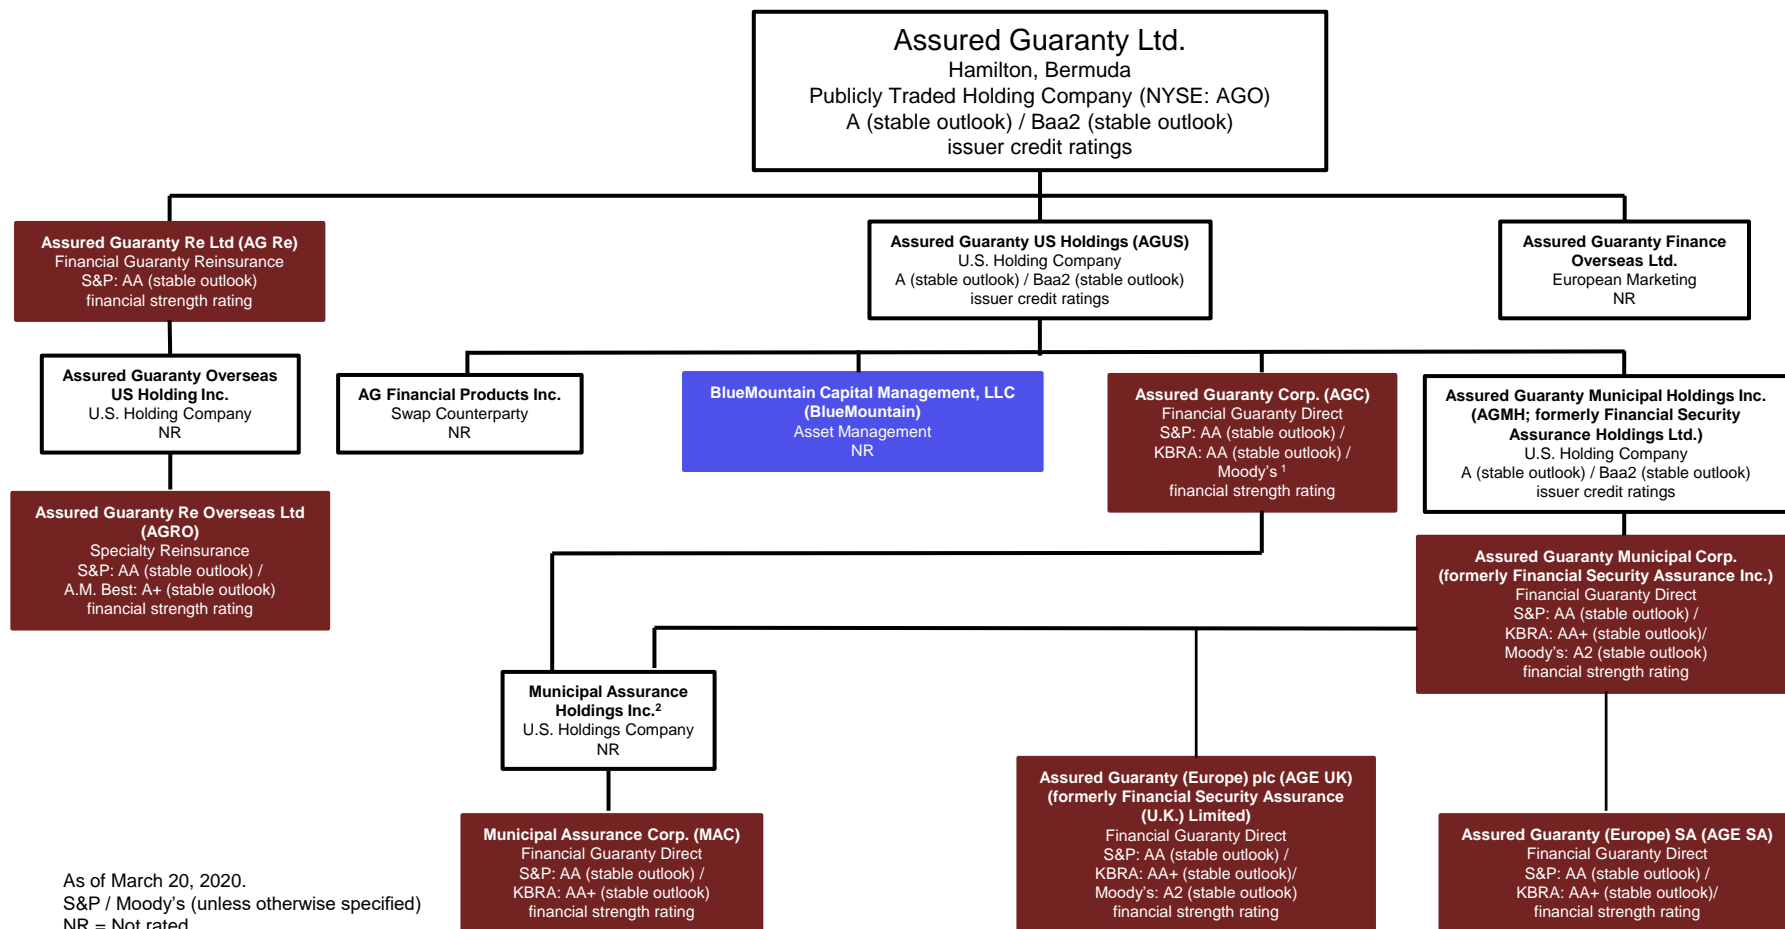 Assured Guaranty Ltd.
Hamilton, Bermuda
Publicly Traded Holding Company (NYSE: AGO)
A (stable outlook) / Baa2 (stable outlook)
issuer credit ratings
Assured Guaranty Re Ltd (AG Re)
Financial Guaranty Reinsurance
S&P: AA (stable outlook)
financial strength rating
Assured Guaranty US Holdings (AGUS)
U.S. Holding Company
A (stable outlook) / Baa2 (stable outlook)
issuer credit ratings
Assured Guaranty Finance
Overseas Ltd.
European Marketing
NR
Assured Guaranty Overseas
US Holding Inc.
U.S. Holding Company
NR
AG Financial Products Inc.
Swap Counterparty
NR
BlueMountain Capital Management, LLC
(BlueMountain)
Asset Management
NR
Assured Guaranty Corp. (AGC)
Financial Guaranty Direct
S&P: AA (stable outlook) /
KBRA: AA (stable outlook) /
Moody's ¹
financial strength rating
Assured Guaranty Municipal Holdings Inc.
(AGMH; formerly Financial Security
Assurance Holdings Ltd.)
U.S. Holding Company
A (stable outlook) / Baa2 (stable outlook)
issuer credit ratings
Assured Guaranty Re Overseas Ltd
(AGRO)
Specialty Reinsurance
S&P: AA (stable outlook) /
A.M. Best: A+ (stable outlook)
financial strength rating
Assured Guaranty Municipal Corp.
(formerly Financial Security Assurance Inc.)
Financial Guaranty Direct
S&P: AA (stable outlook) /
KBRA: AA+ (stable outlook)/
Moody's: A2 (stable outlook)
financial strength rating
Municipal Assurance
Holdings Inc.²
U.S. Holdings Company
NR
Municipal Assurance Corp. (MAC)
Financial Guaranty Direct
S&P: AA (stable outlook) /
KBRA: AA+ (stable outlook)
financial strength rating
Assured Guaranty (Europe) plc (AGE UK)
(formerly Financial Security Assurance
(U.K.) Limited)
Financial Guaranty Direct
S&P: AA (stable outlook) /
KBRA: AA+ (stable outlook)/
Moody's: A2 (stable outlook)
financial strength rating
Assured Guaranty (Europe) SA (AGE SA)
Financial Guaranty Direct
S&P: AA (stable outlook) /
KBRA: AA+ (stable outlook)/
financial strength rating
As of March 20, 2020.
S&P / Moody's (unless otherwise specified)
NR = Not rated